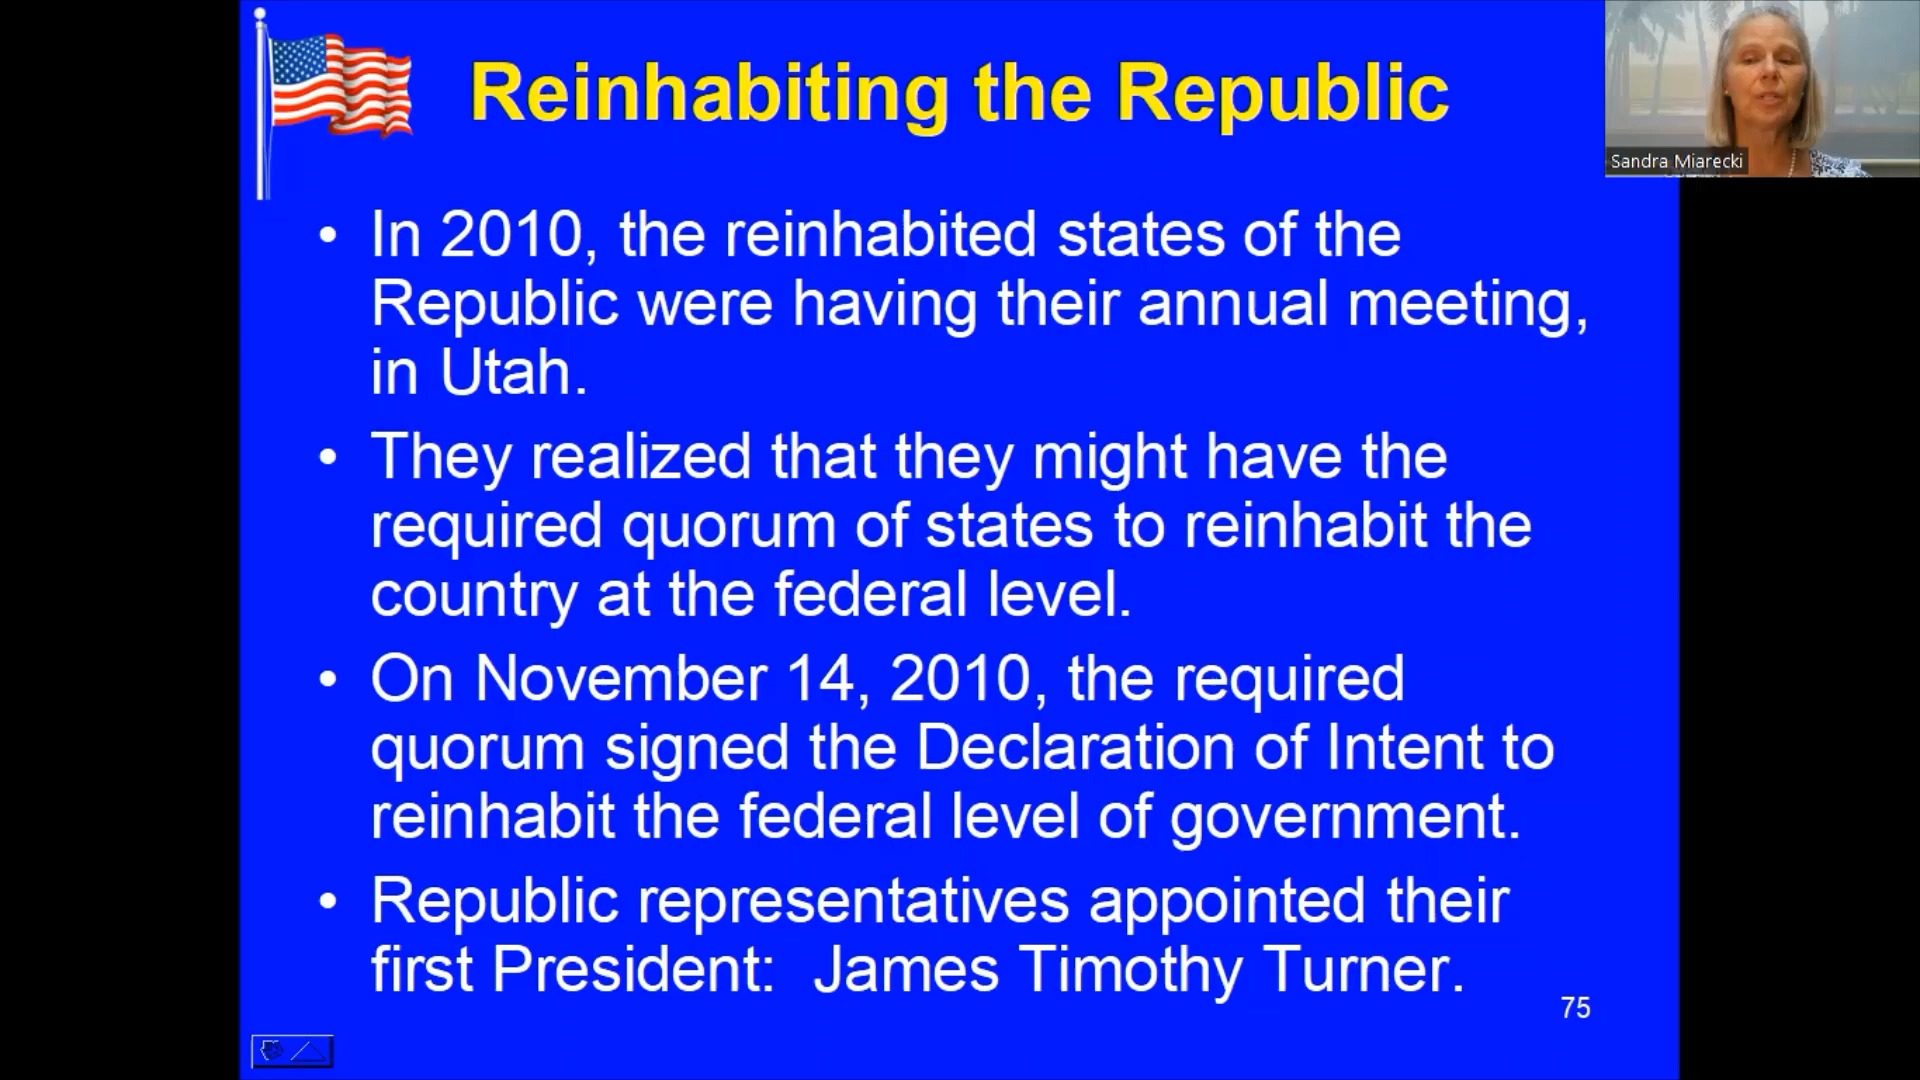 Reinhabiting the Republic
Sandra Miarecki
• In 2010, the reinhabited states of the
Republic were having their annual meeting,
in Utah.
• They realized that they might have the
required quorum of states to reinhabit the
country at the federal level.
• On November 14, 2010, the required
quorum signed the Declaration of Intent to
reinhabit the federal level of government.
• Republic representatives appointed their
first President:  James Timothy Turner.
75